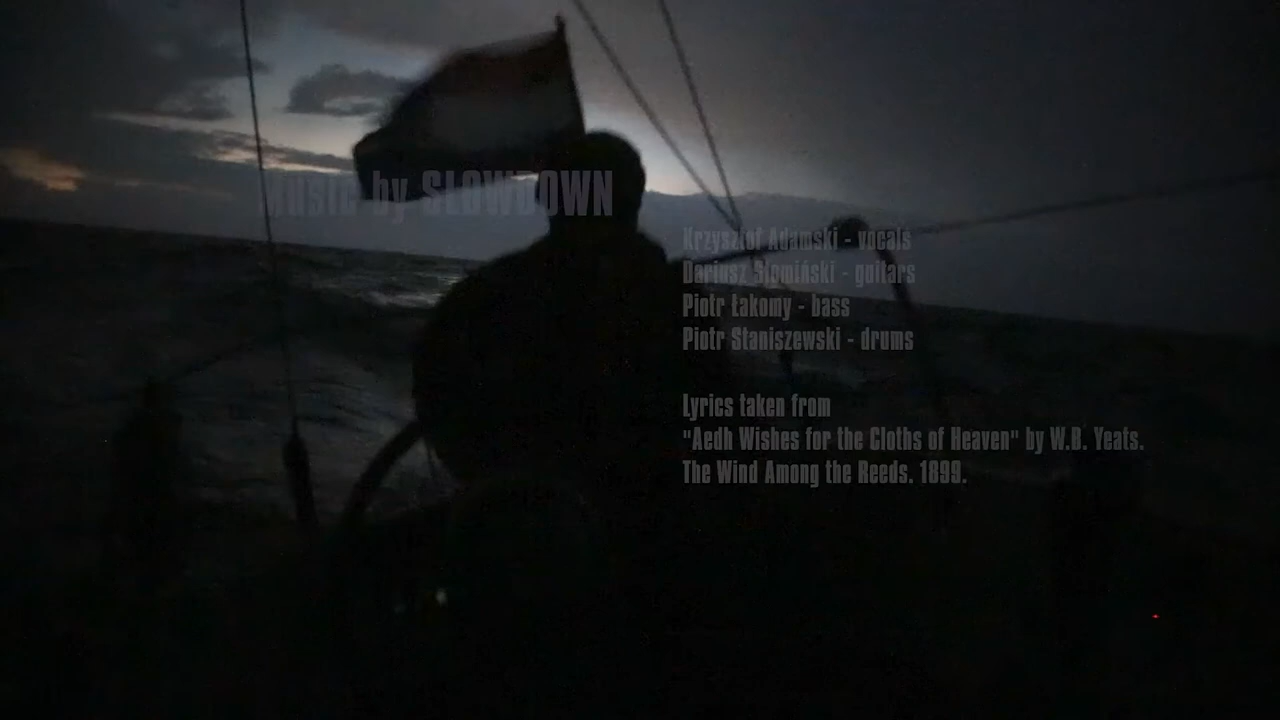 Music by SLOWDOWN
Krzysztof Adamski - vocals
Dariusz Słomiński - guitars
Piotr Łakomy - bass
Piotr Staniszewski - drums
Lyrics taken from
"Aedh Wishes for the Cloths of Heaven" by W.B. Yeats.
The Wind Among the Reeds. 1899.